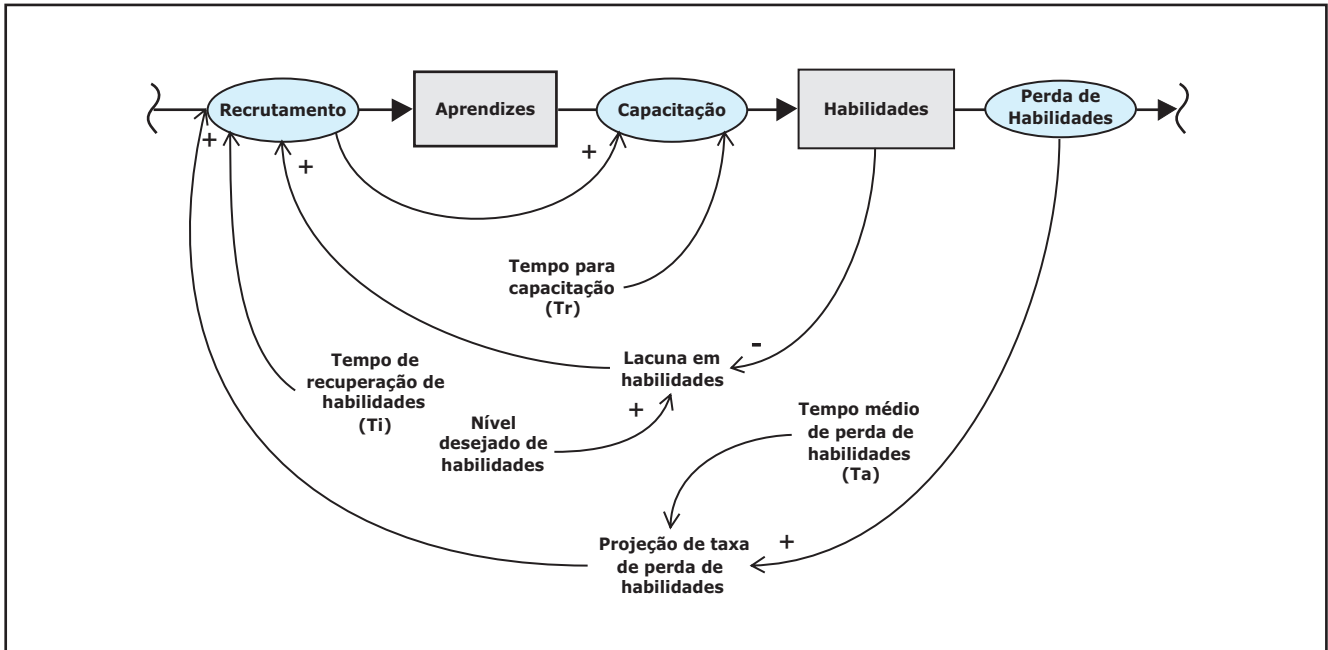 Recrutamento
Aprendizes
Capacitação
Habilidades
Perda de
Habilidades
+
+
+
Tempo para
capacitação
(Tr)
-
Lacuna em
habilidades
Tempo de
recuperação de
habilidades
(Ti)
+
Nível
desejado de
habilidades
Tempo médio
de perda de
habilidades
(Ta)
+
Projeção de taxa
de perda de
habilidades